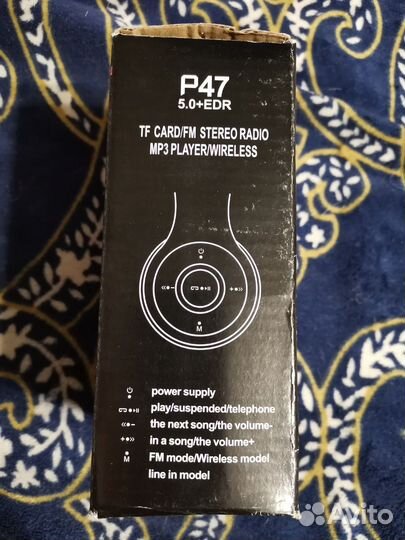 P47
5.0+EDR
TF CARD/FM STEREO RADIO
MP3 PLAYER/WIRELESS
M
power supply
play/suspended/telephone
the next song/the volume-
in a song/the volume+
M FM mode/Wireless model
line in model
Avito